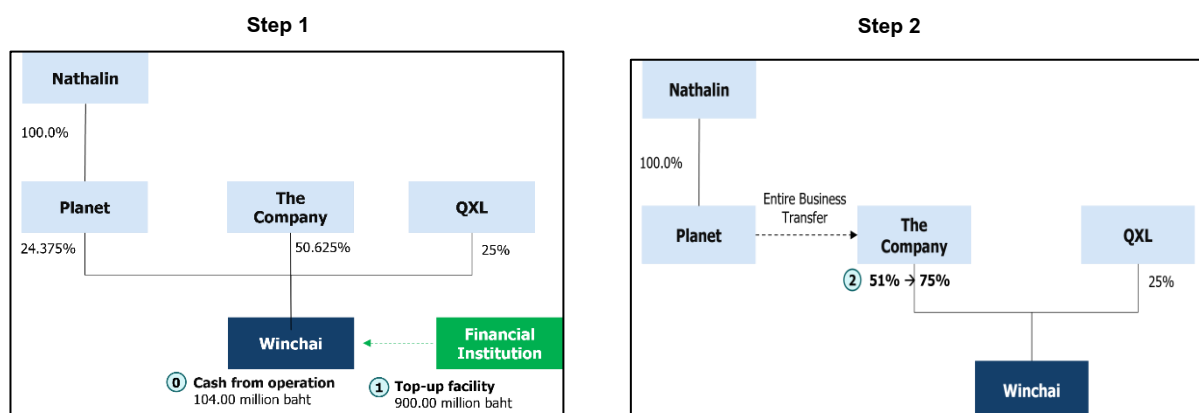 Step 1
Nathalin
100.0%
Planet
The
Company
QXL
24.375%
50.625%
25%
Winchai
Financial
Institution
0 Cash from operation
104.00 million baht
1 Top-up facility
900.00 million baht
Step 2
Nathalin
100.0%
Entire Business
Transfer
Planet
The
Company
QXL
2 51% → 75%
25%
Winchai